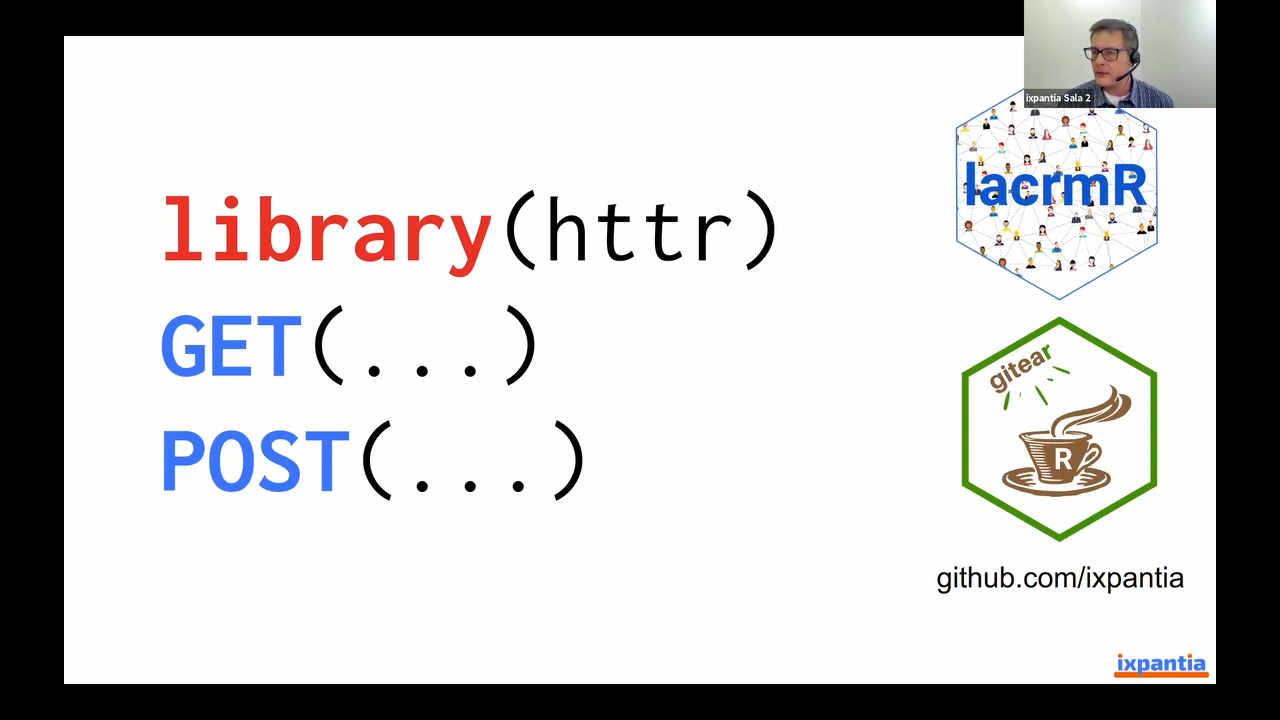 ixpantia Sala 2
library(httr)
GET(...)
POST(...)
lacrmR
gitear
R
github.com/ixpantia
ixpantia